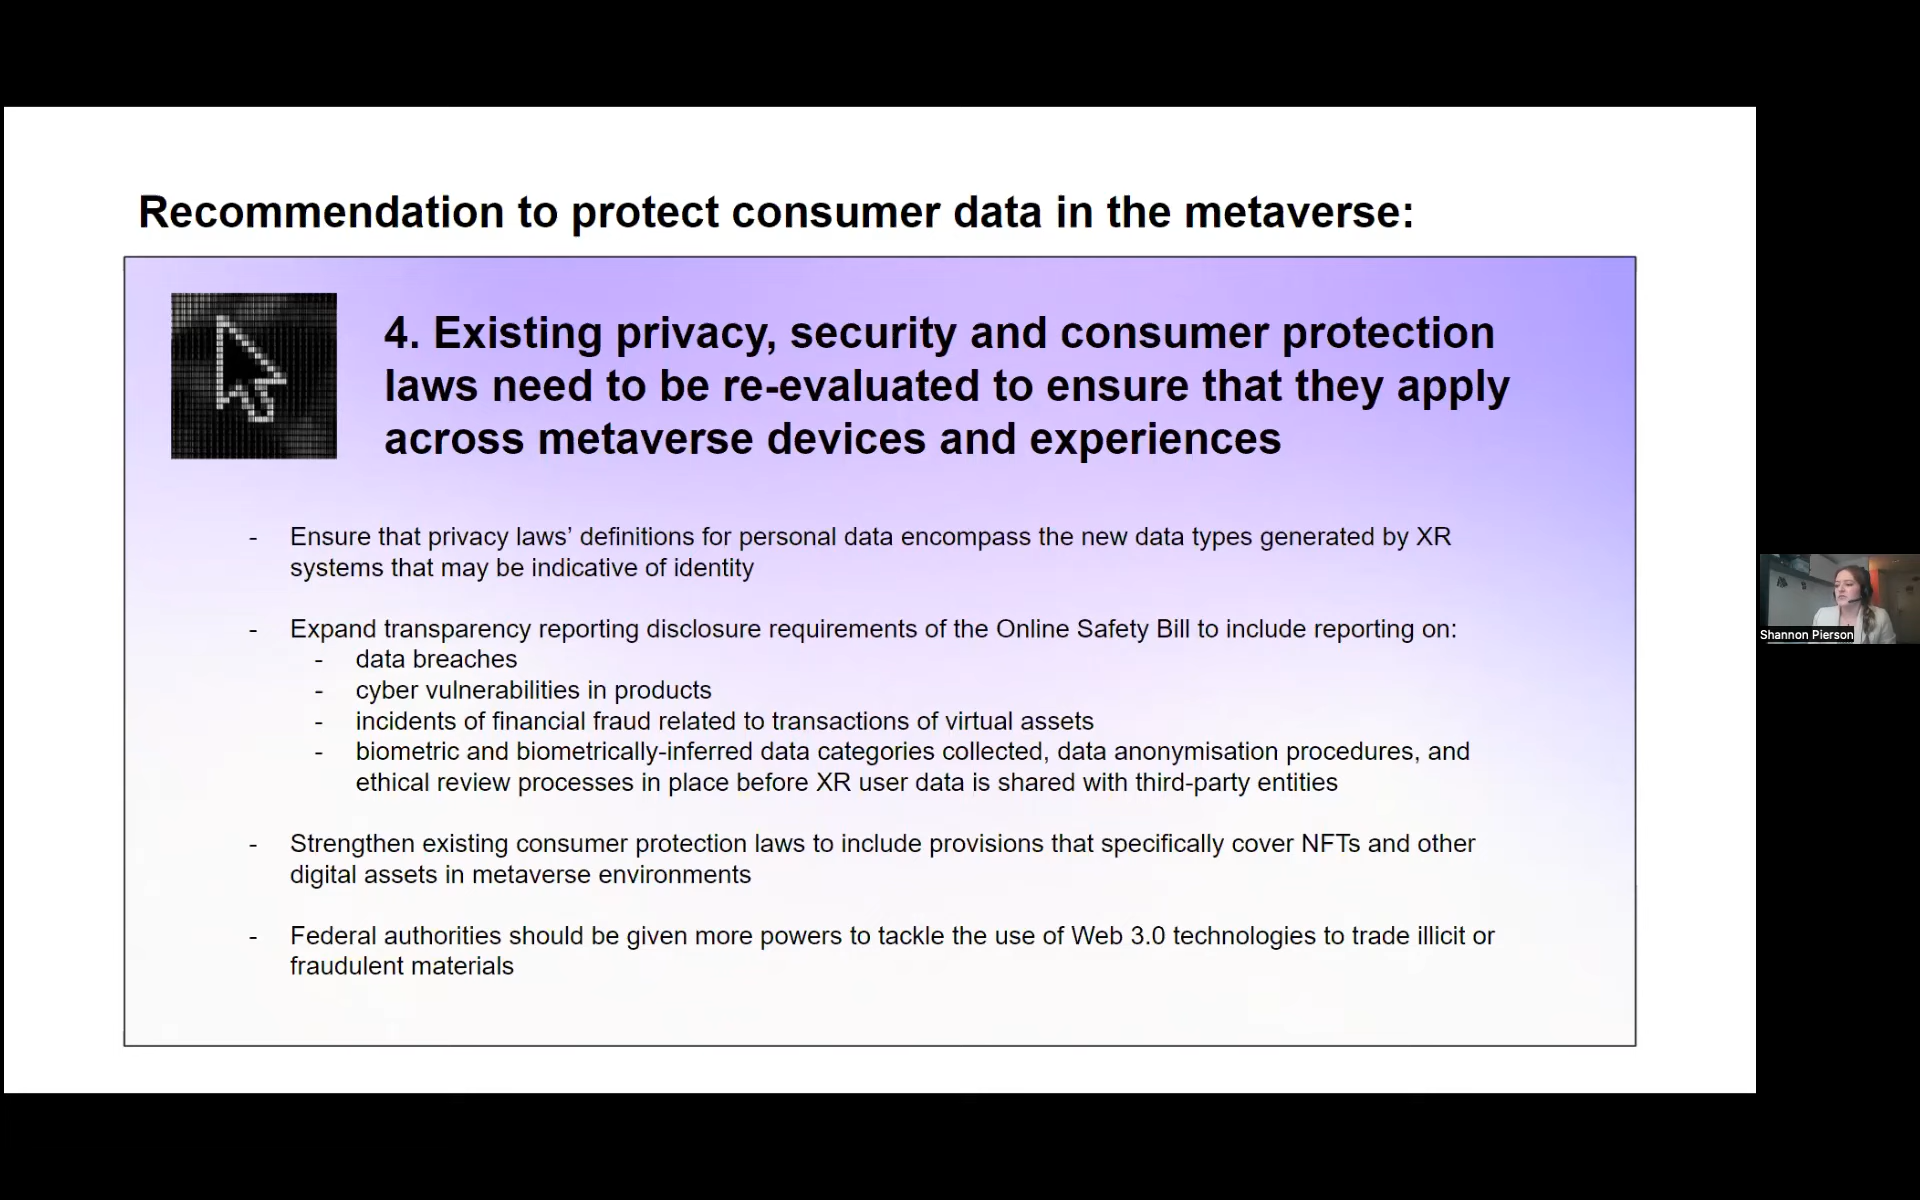 Recommendation to protect consumer data in the metaverse:
4. Existing privacy, security and consumer protection
laws need to be re-evaluated to ensure that they apply
across metaverse devices and experiences
- Ensure that privacy laws’ definitions for personal data encompass the new data types generated by XR
systems that may be indicative of identity
- Expand transparency reporting disclosure requirements of the Online Safety Bill to include reporting on:
- data breaches
- cyber vulnerabilities in products
- incidents of financial fraud related to transactions of virtual assets
- biometric and biometrically-inferred data categories collected, data anonymisation procedures, and
ethical review processes in place before XR user data is shared with third-party entities
- Strengthen existing consumer protection laws to include provisions that specifically cover NFTs and other
digital assets in metaverse environments
- Federal authorities should be given more powers to tackle the use of Web 3.0 technologies to trade illicit or
fraudulent materials
Shannon Pierson